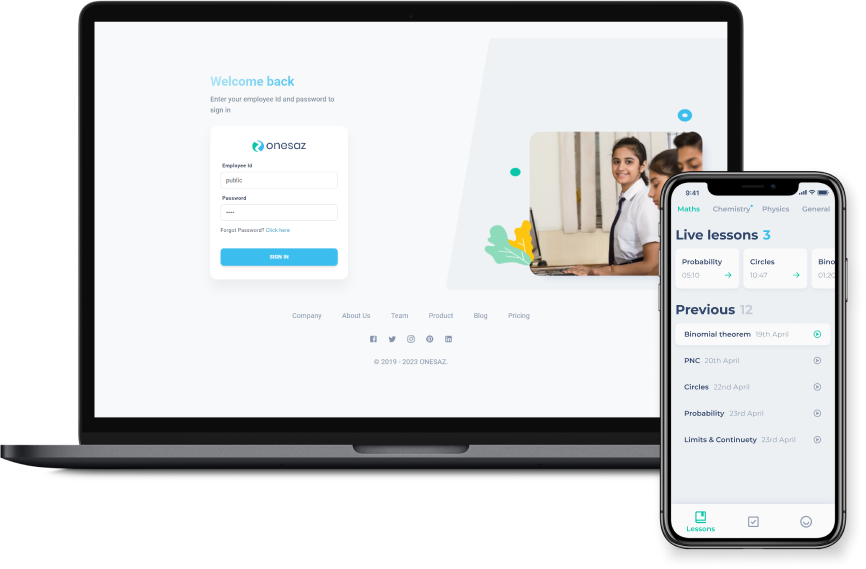 Welcome back
Enter your employee Id and password to
sign in
onesaz
Employee Id
public
Password
Forgot Password? Click here
SIGN IN
Company About Us Team Product Blog Pricing
© 2019 - 2023 ONESAZ.
9:41
Maths Chemistry Physics General
Live lessons 3
Probability Circles Bino
05:10 10:47 01:20
Previous 12
Binomial theorem 19th April
PNC 20th April
Circles 22nd April
Probability 23rd April
Limits & Continuety 23rd April
Lessons